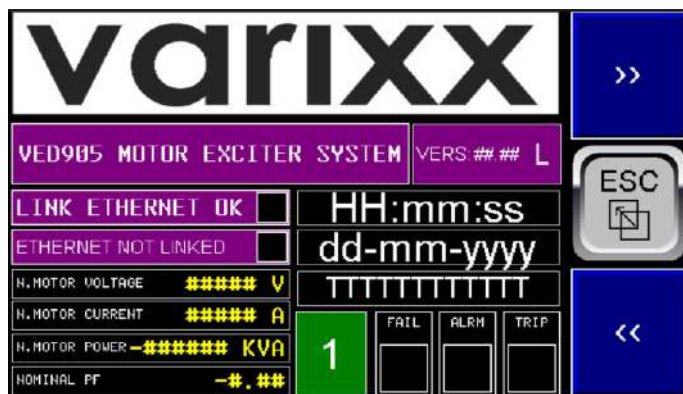 varixx
VED905 MOTOR EXCITER SYSTEM
VERS: ##.## L
LINK ETHERNET OK
ETHERNET NOT LINKED
HH:mm:ss
dd-mm-yyyy
TTTTTTTTTTTT
N.MOTOR VOLTAGE ##### V
N.MOTOR CURRENT ##### A
N.MOTOR POWER -###### KVA
NOMINAL PF -#.##
1
FAIL
ALRM
TRIP
>>
ESC
<<